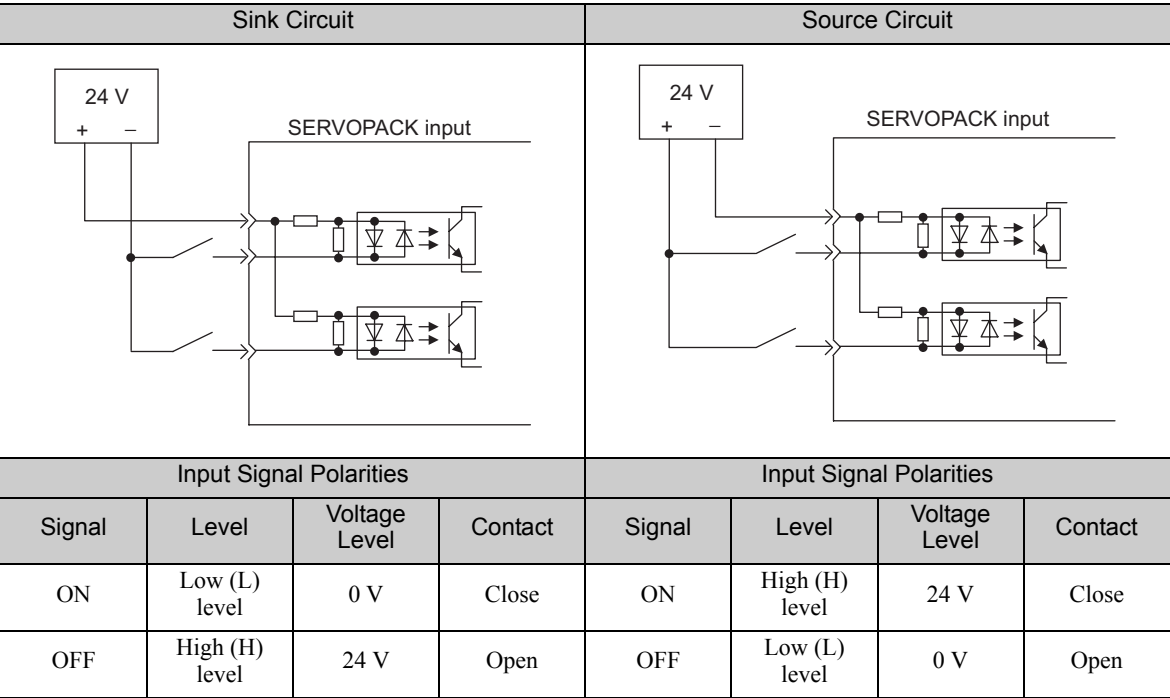 Sink Circuit
Source Circuit
24 V
+ −
SERVOPACK input
24 V
+ −
SERVOPACK input
Input Signal Polarities
Input Signal Polarities
Signal Level Voltage Level Contact Signal Level Voltage Level Contact
ON Low (L) level 0 V Close ON High (H) level 24 V Close
OFF High (H) level 24 V Open OFF Low (L) level 0 V Open